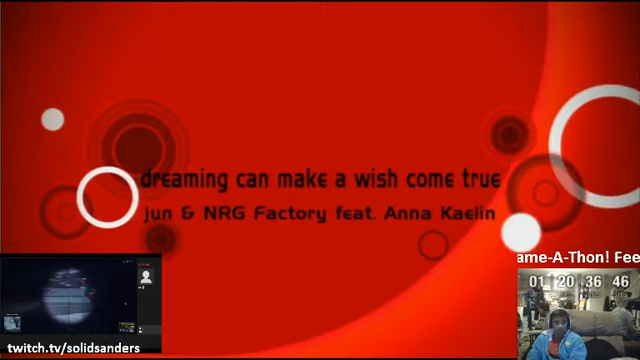 dreaming can make a wish come true
jun & NRG Factory feat. Anna Kaelin
ame-A-Thon! Fee
01 20 36 46
twitch.tv/solidsanders